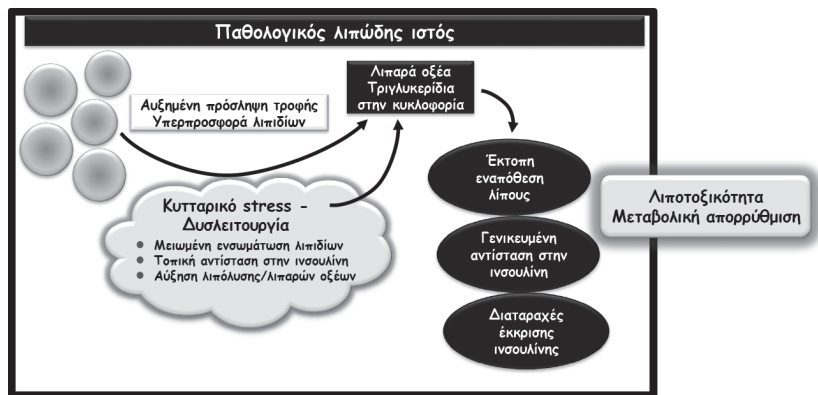 Παθολογικός λιπώδης ιστός
Αυξημένη πρόσληψη τροφής
Υπερπροσφορά λιπιδίων
Λιπαρά οξέα
Τριγλυκερίδια
στην κυκλοφορία
Κυτταρικό stress -
Δυσλειτουργία
● Μειωμένη ενσωμάτωση λιπιδίων
● Τοπική αντίσταση στην ινσουλίνη
● Αύξηση λιπόλυσης/λιπαρών οξέων
Έκτοπη
εναπόθεση
λίπους
Γενικευμένη
αντίσταση στην
ινσουλίνη
Διαταραχές
έκκρισης
ινσουλίνης
Λιποτοξικότητα
Μεταβολική απορρύθμιση